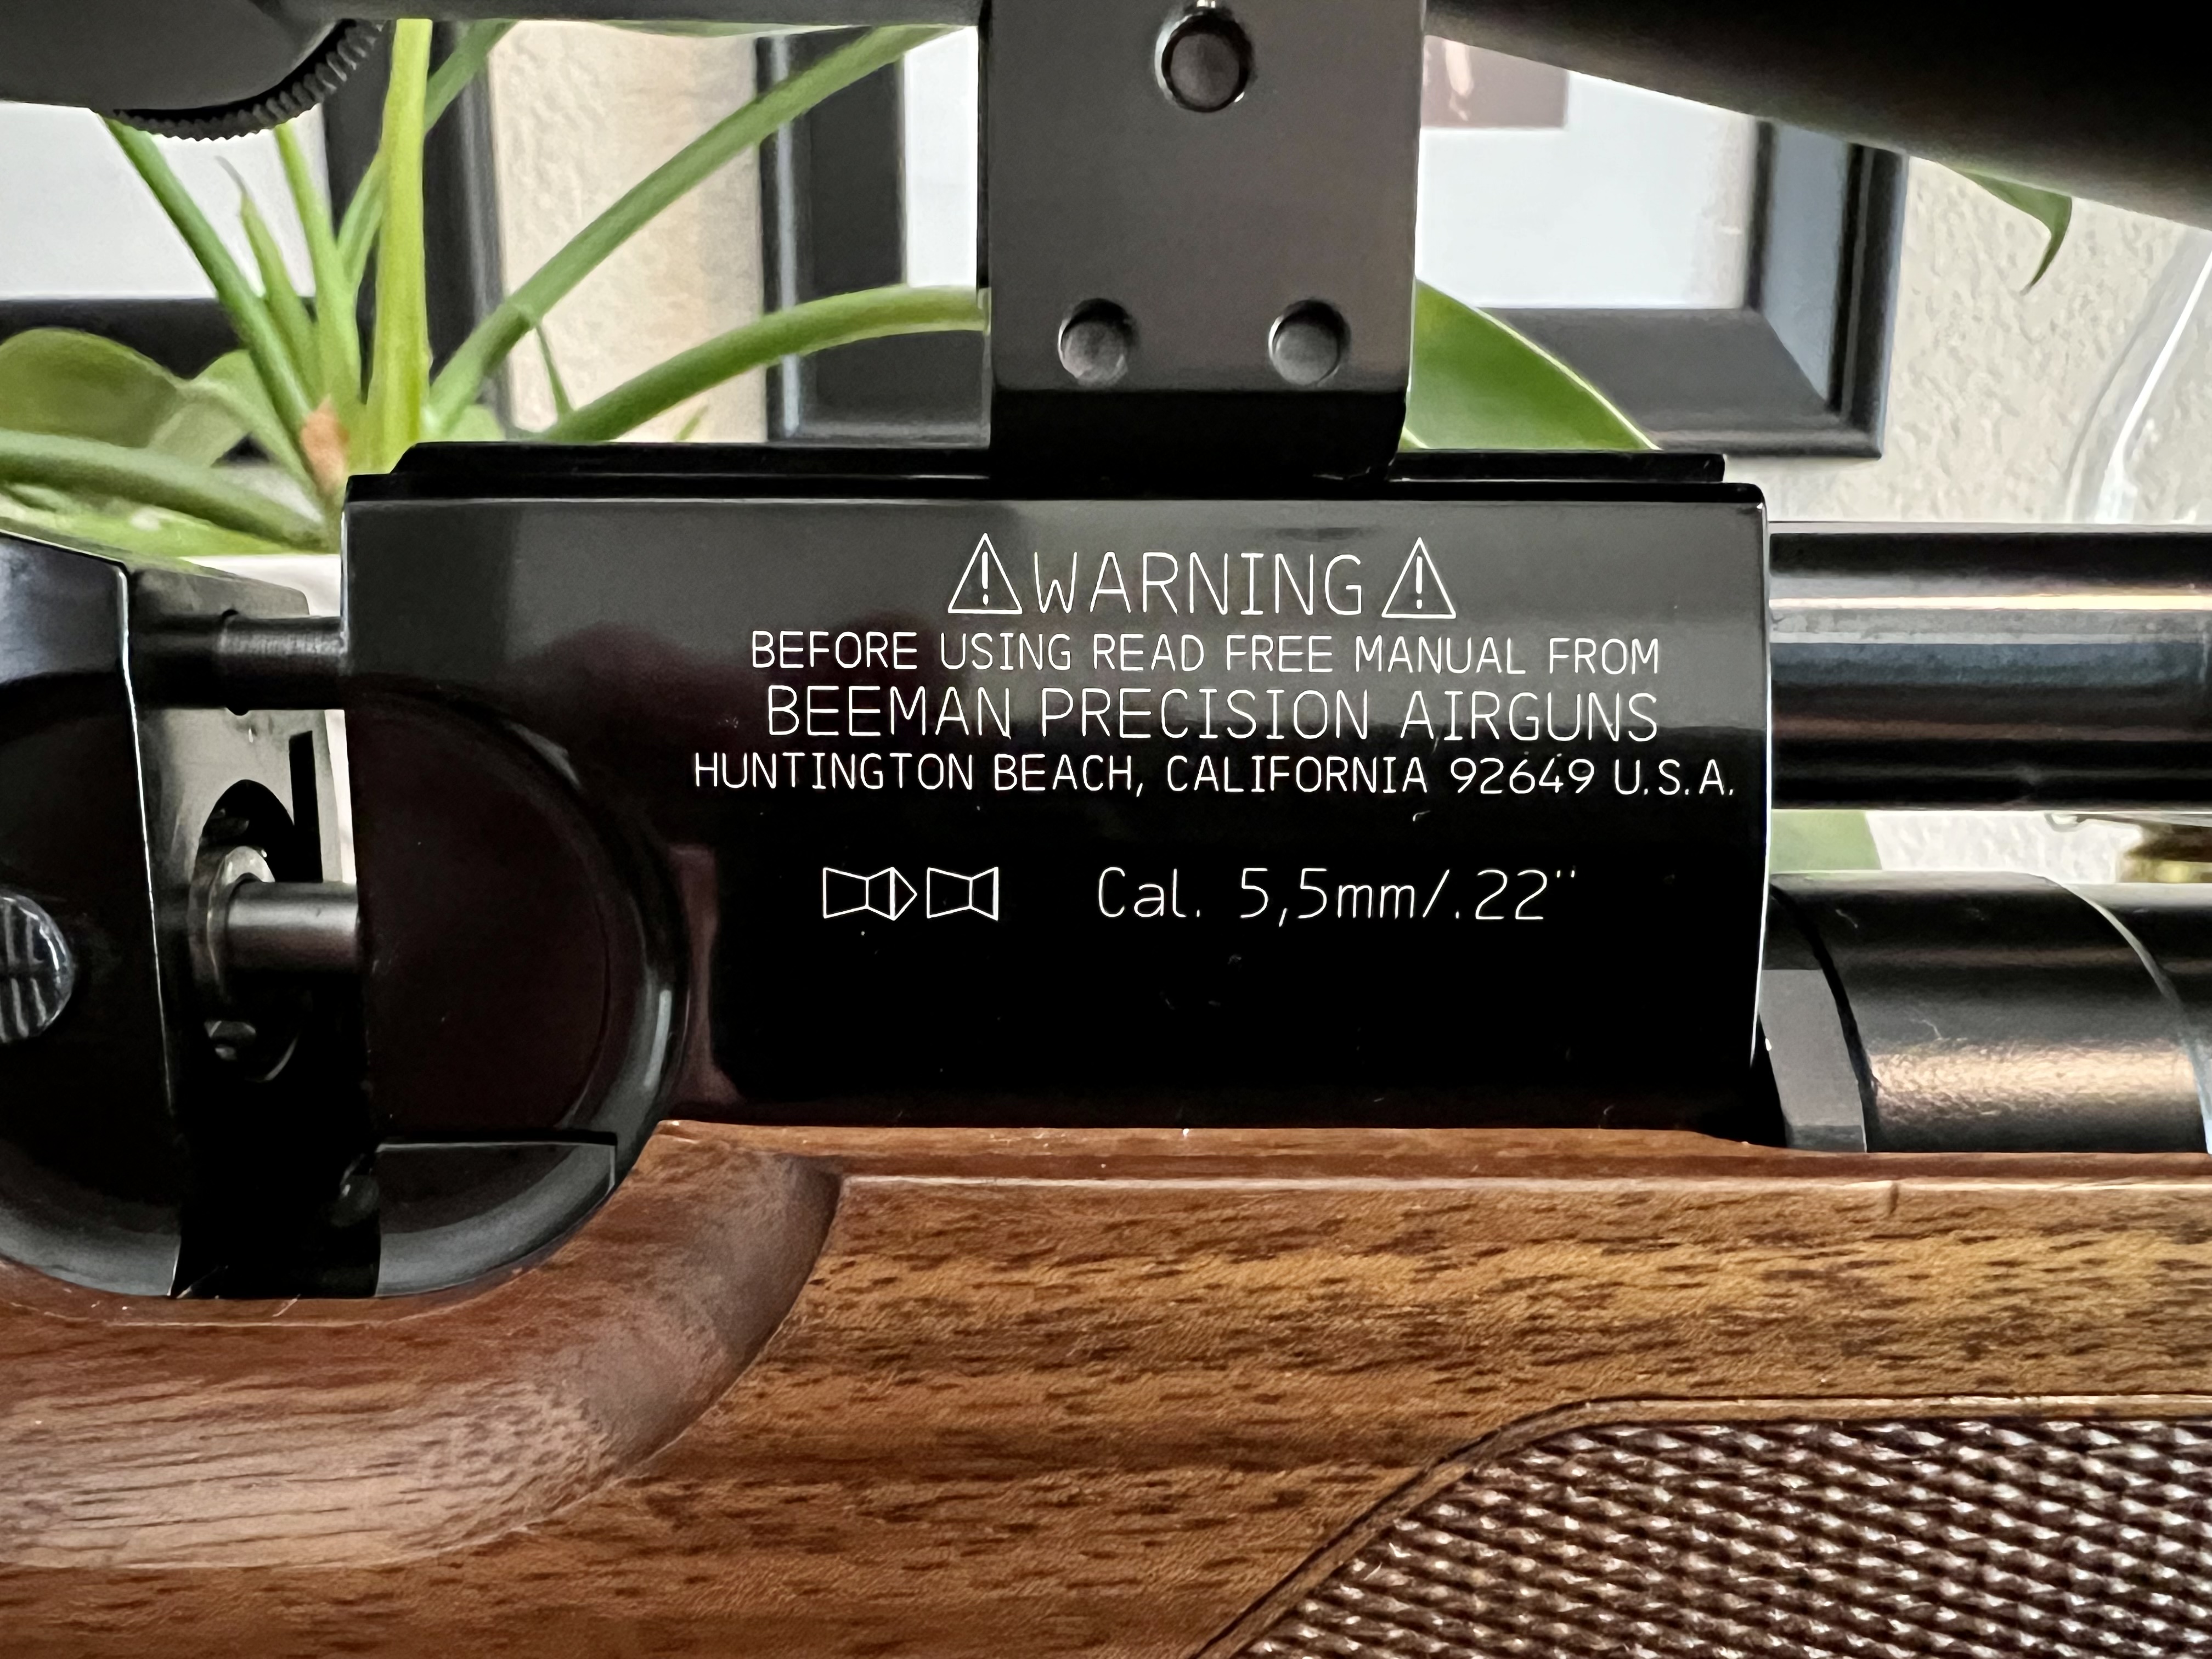 ⚠WARNING⚠
BEFORE USING READ FREE MANUAL FROM
BEEMAN PRECISION AIRGUNS
HUNTINGTON BEACH, CALIFORNIA 92649 U.S.A.
Cal. 5,5mm/.22"